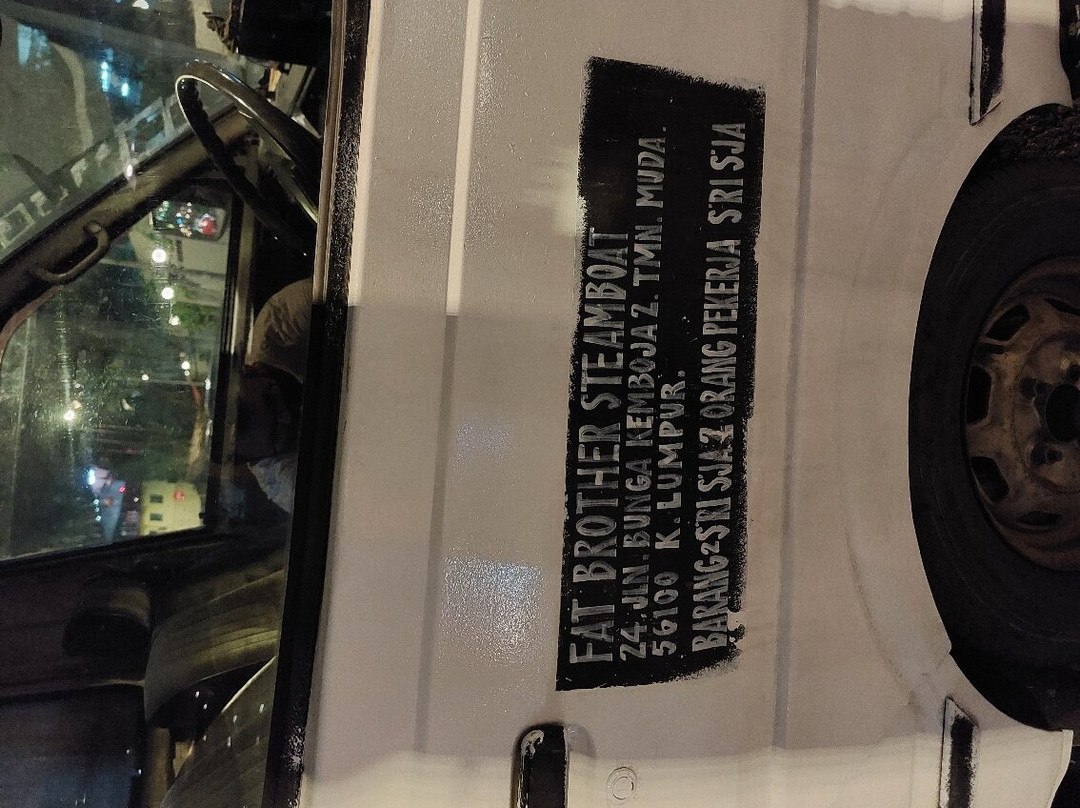 FAT BROTHER STEAMBOAT
24, JLN. BUNGA KEMBOJA 2. TMN. MUDA.
56100 K. LUMPUR.
BARANG2 SRI SJA 2 ORANG PEKERJA SRI SJA